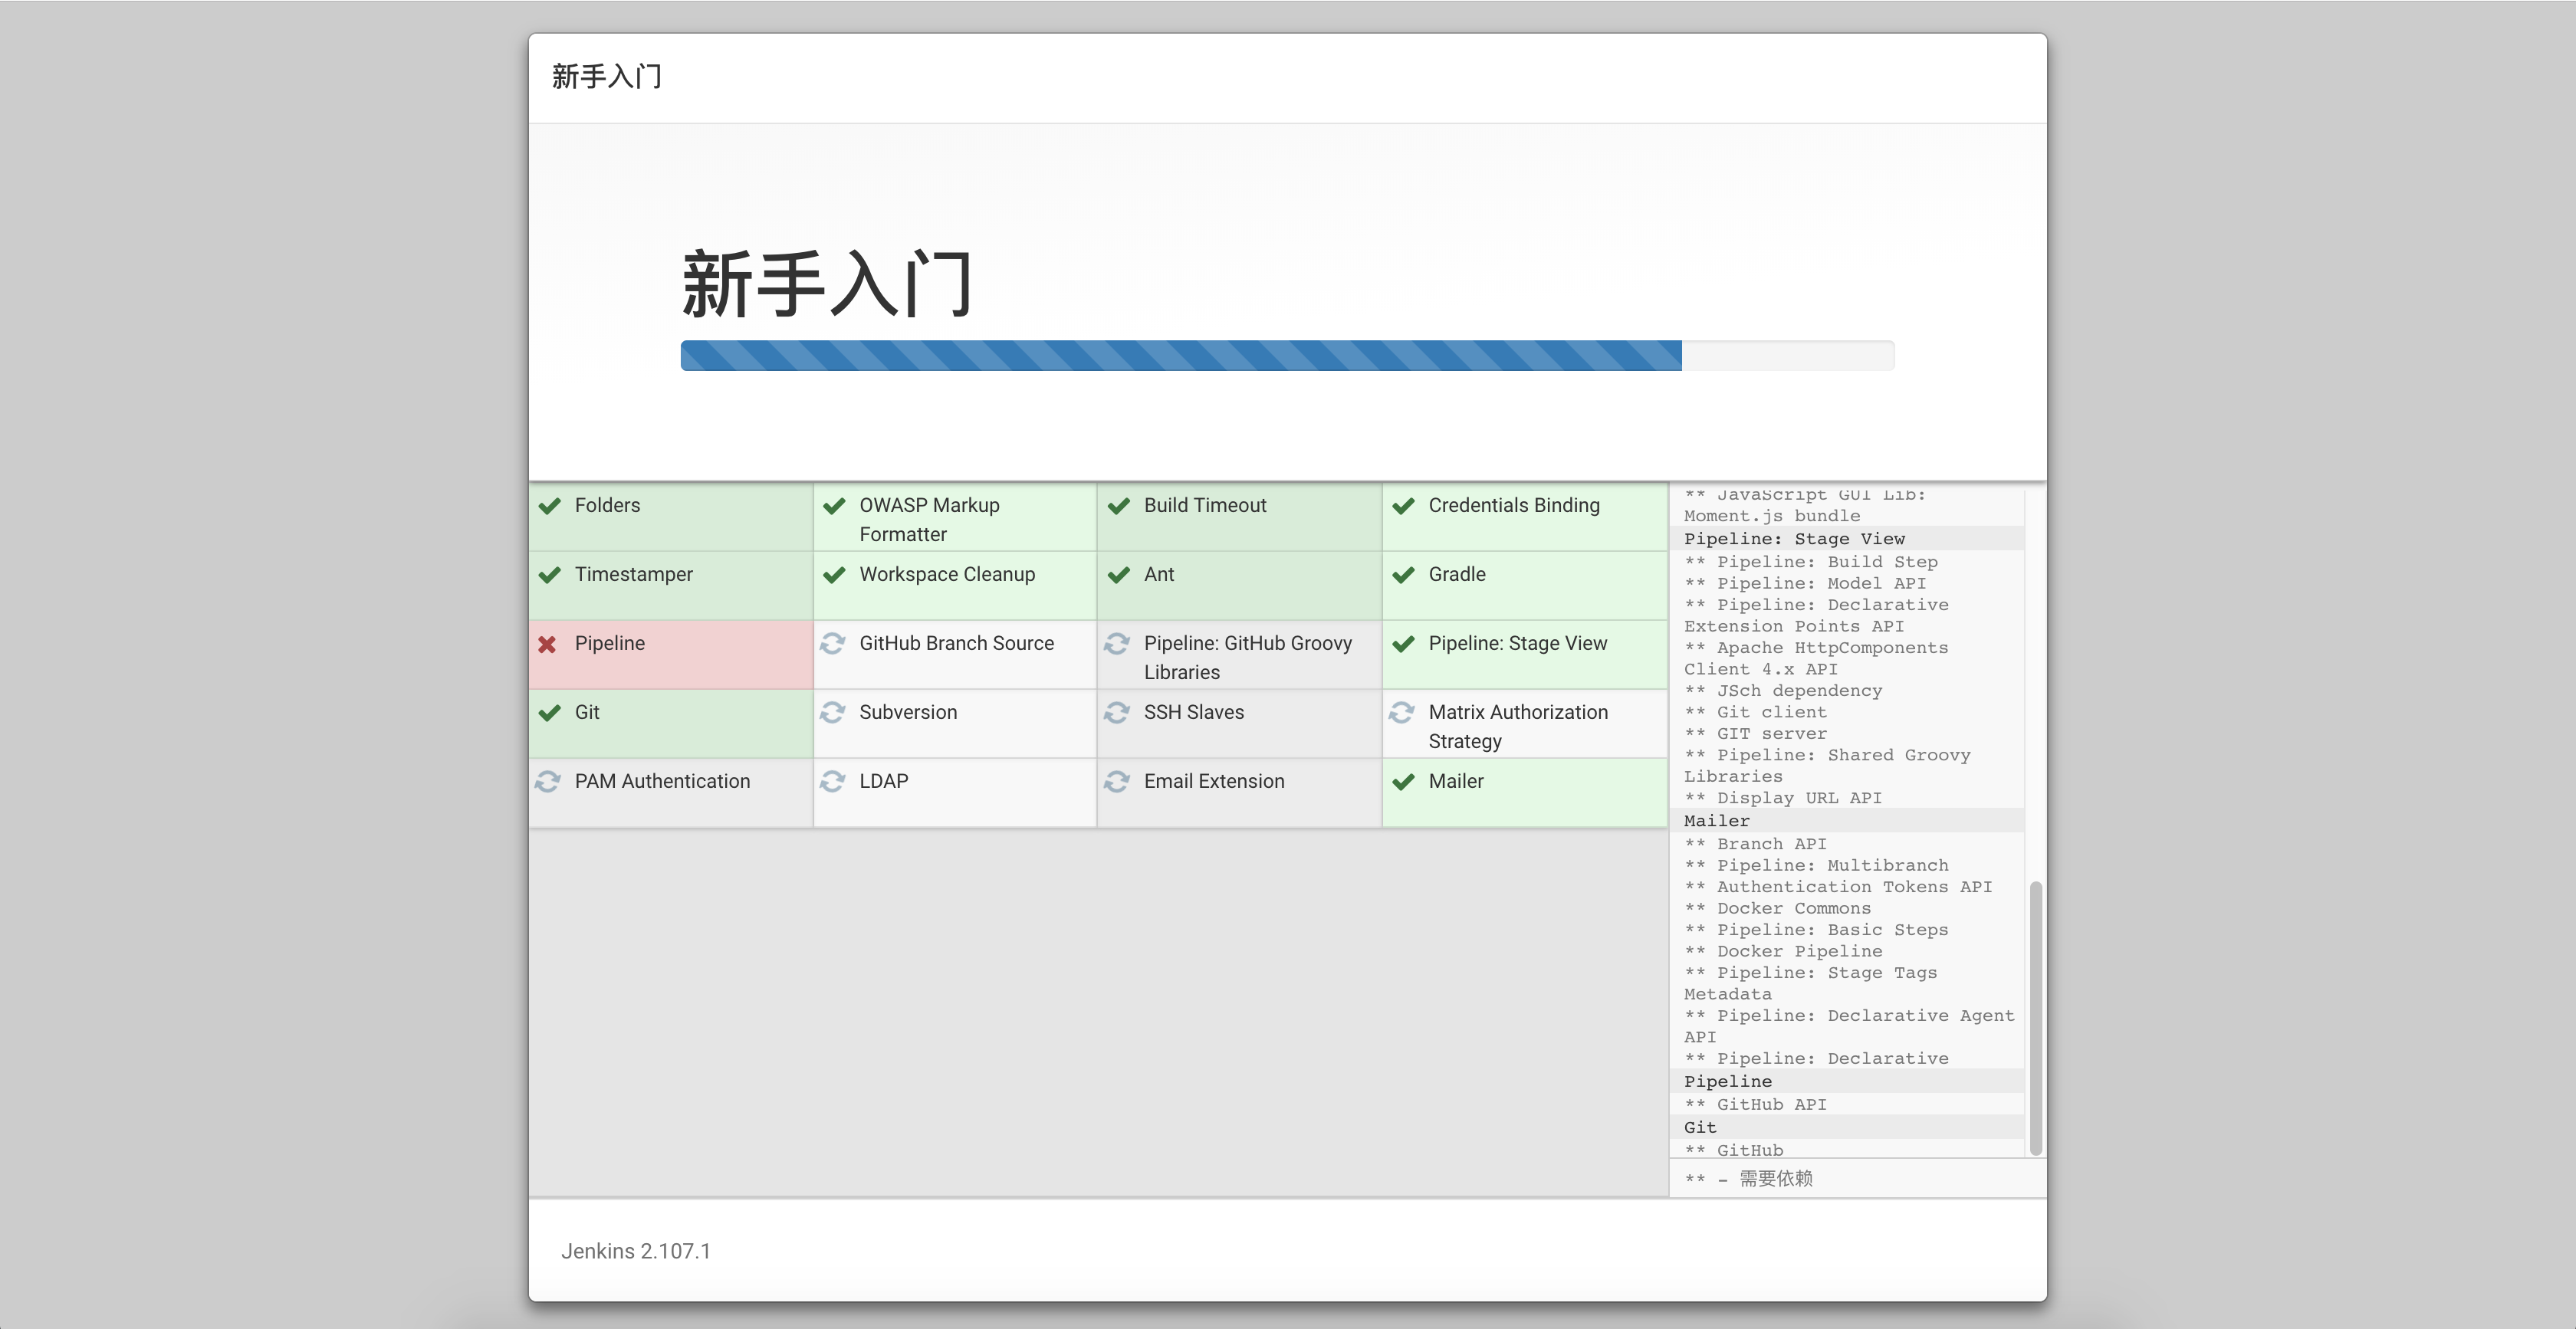 新手入门
新手入门
Folders
OWASP Markup
Formatter
Build Timeout
Credentials Binding
Timestamper
Workspace Cleanup
Ant
Gradle
Pipeline
GitHub Branch Source
Pipeline: GitHub Groovy
Libraries
Pipeline: Stage View
Git
Subversion
SSH Slaves
Matrix Authorization
Strategy
PAM Authentication
LDAP
Email Extension
Mailer
** JavaScript GUI Lib:
Moment.js bundle
Pipeline: Stage View
** Pipeline: Build Step
** Pipeline: Model API
** Pipeline: Declarative
Extension Points API
** Apache HttpComponents
Client 4.x API
** JSch dependency
** Git client
** GIT server
** Pipeline: Shared Groovy
Libraries
** Display URL API
Mailer
** Branch API
** Pipeline: Multibranch
** Authentication Tokens API
** Docker Commons
** Pipeline: Basic Steps
** Docker Pipeline
** Pipeline: Stage Tags
Metadata
** Pipeline: Declarative Agent
API
** Pipeline: Declarative
Pipeline
** GitHub API
Git
** GitHub
** - 需要依赖
Jenkins 2.107.1